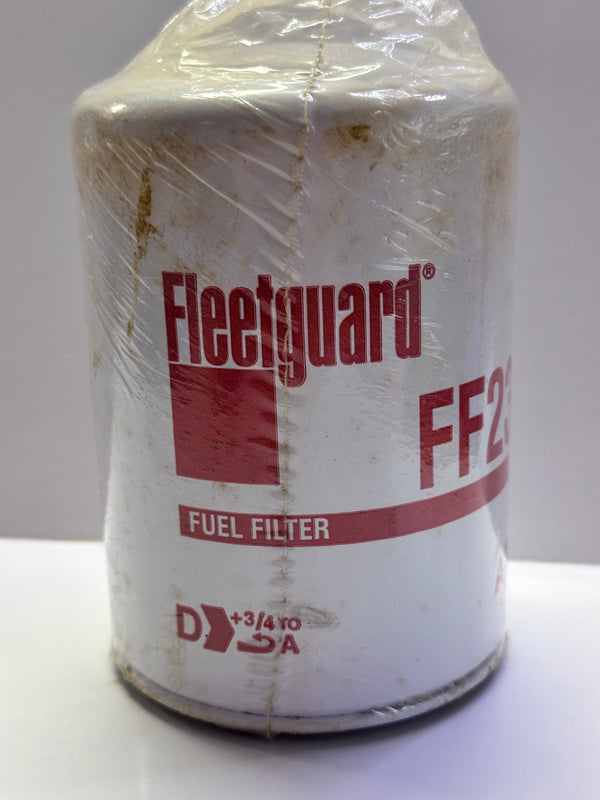 Fleetguard®
FF23
FUEL FILTER
D +3/4 TO
A